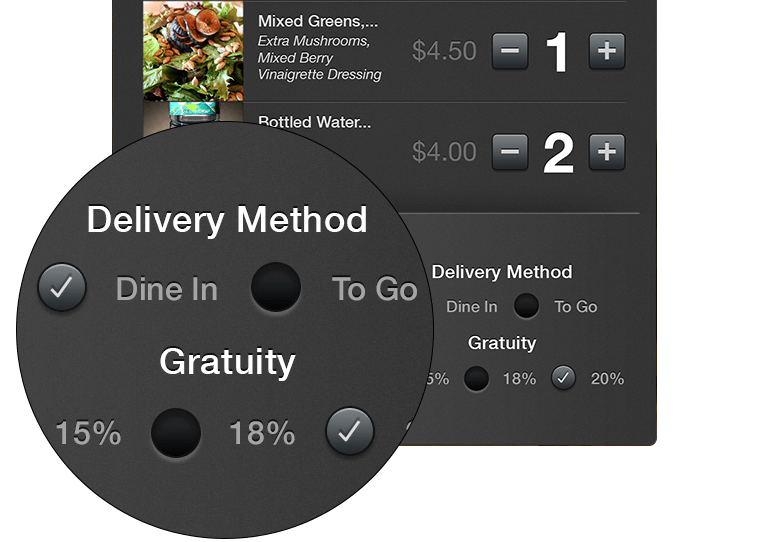 Mixed Greens,...
Extra Mushrooms,
Mixed Berry
Vinaigrette Dressing
$4.50 − 1 +
Bottled Water...
$4.00 − 2 +
Delivery Method
Dine In To Go
Gratuity
15% 18%
Delivery Method
Dine In To Go
Gratuity
5% 18% 20%